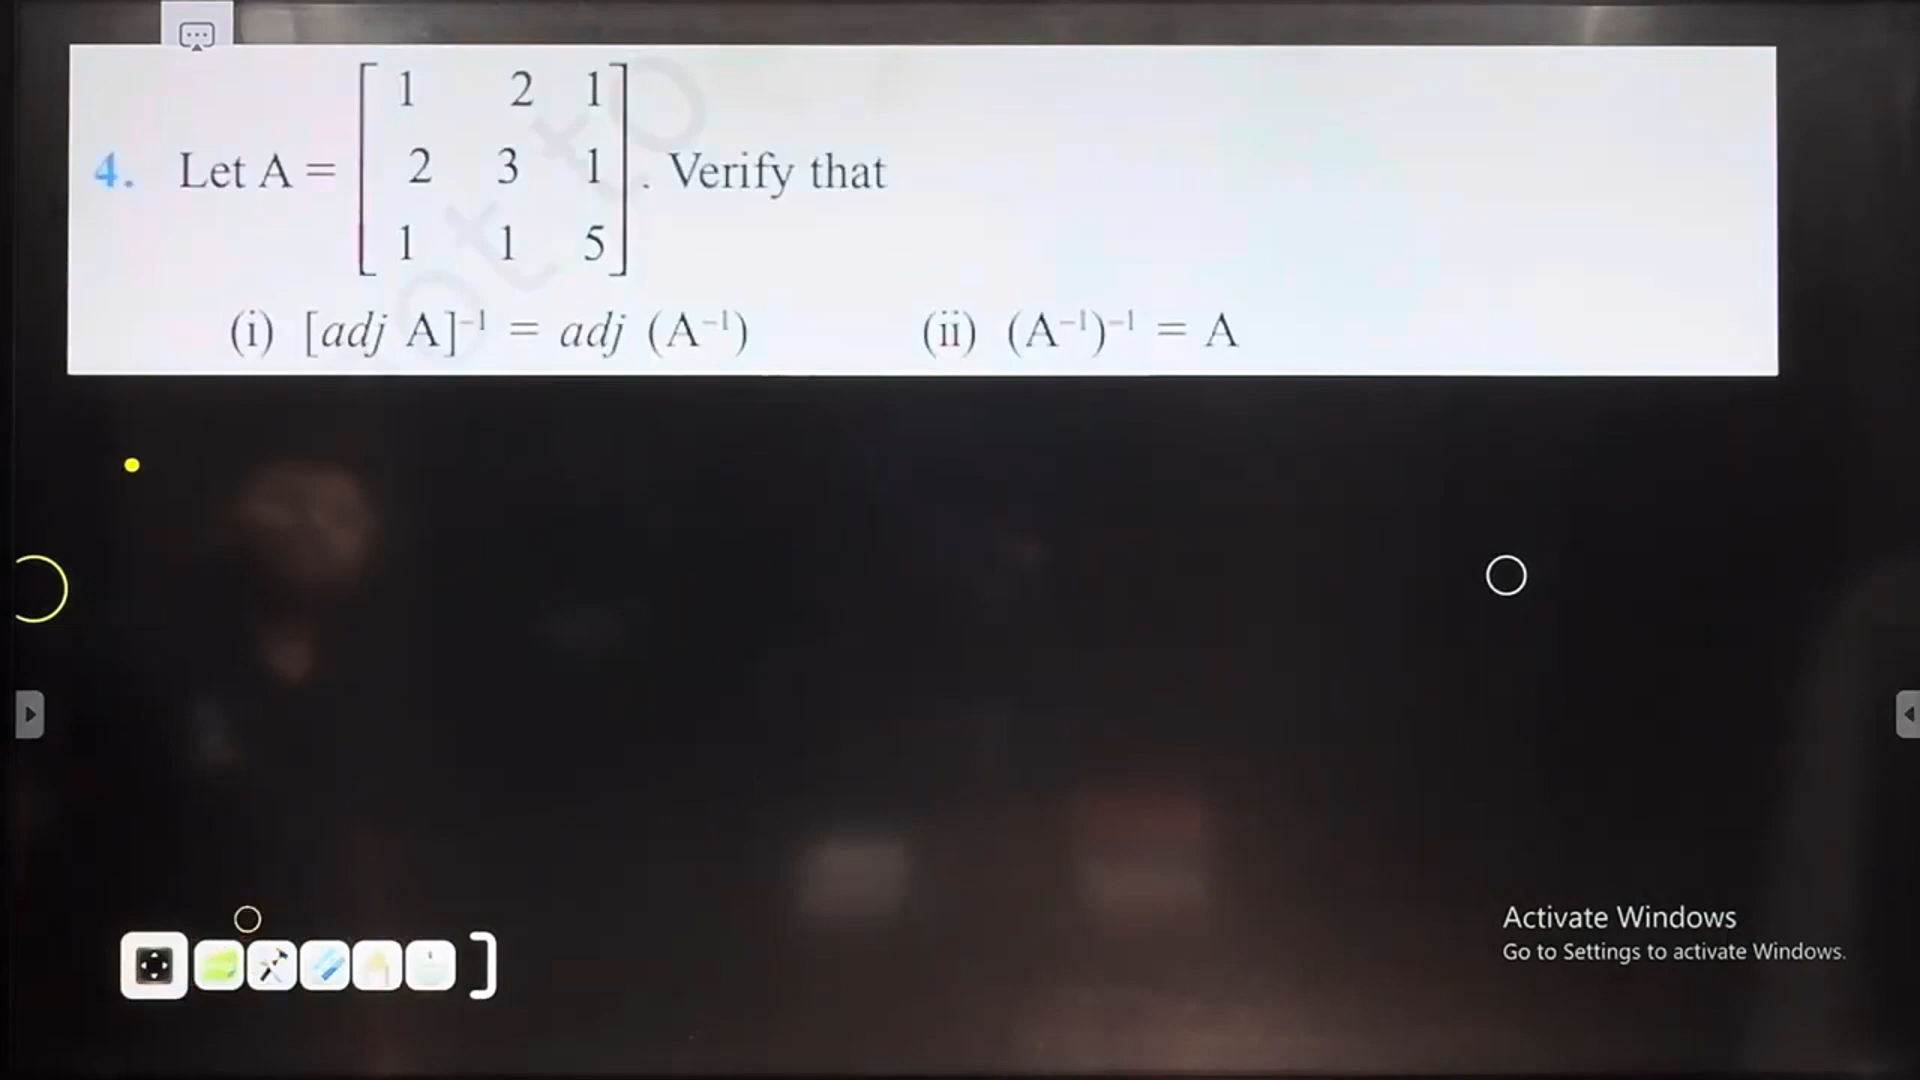 1 2 1
4. Let A = 2 3 1 . Verify that
1 1 5
(i) [adj A]⁻¹ = adj (A⁻¹) (ii) (A⁻¹)⁻¹ = A
Activate Windows
Go to Settings to activate Windows.